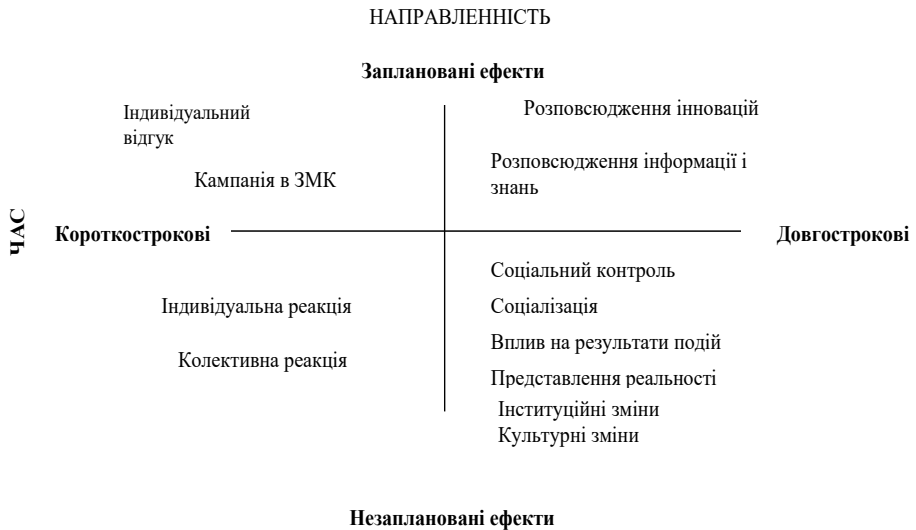 НАПРАВЛЕННІСТЬ
Заплановані ефекти
Індивідуальний
відгук
Кампанія в ЗМК
Розповсюдження інновацій
Розповсюдження інформації і
знань
ЧАС
Короткострокові
Довгострокові
Індивідуальна реакція
Колективна реакція
Соціальний контроль
Соціалізація
Вплив на результати подій
Представлення реальності
Інституційні зміни
Культурні зміни
Незаплановані ефекти